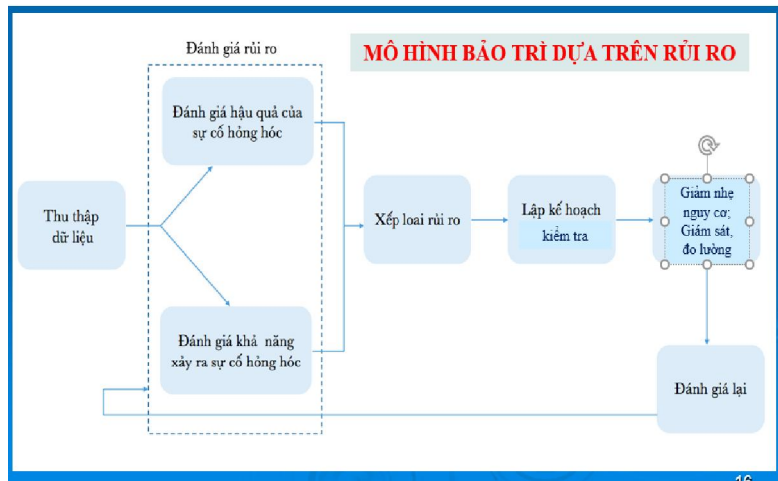 Đánh giá rủi ro
MÔ HÌNH BẢO TRÌ DỰA TRÊN RỦI RO
Đánh giá hậu quả của
sự cố hỏng hóc
Thu thập
dữ liệu
Xếp loai rủi ro
Lập kế hoạch
kiểm tra
Giảm nhẹ
nguy cơ;
Giám sát,
đo lường
Đánh giá khả năng
xảy ra sự cố hỏng hóc
Đánh giá lại
16